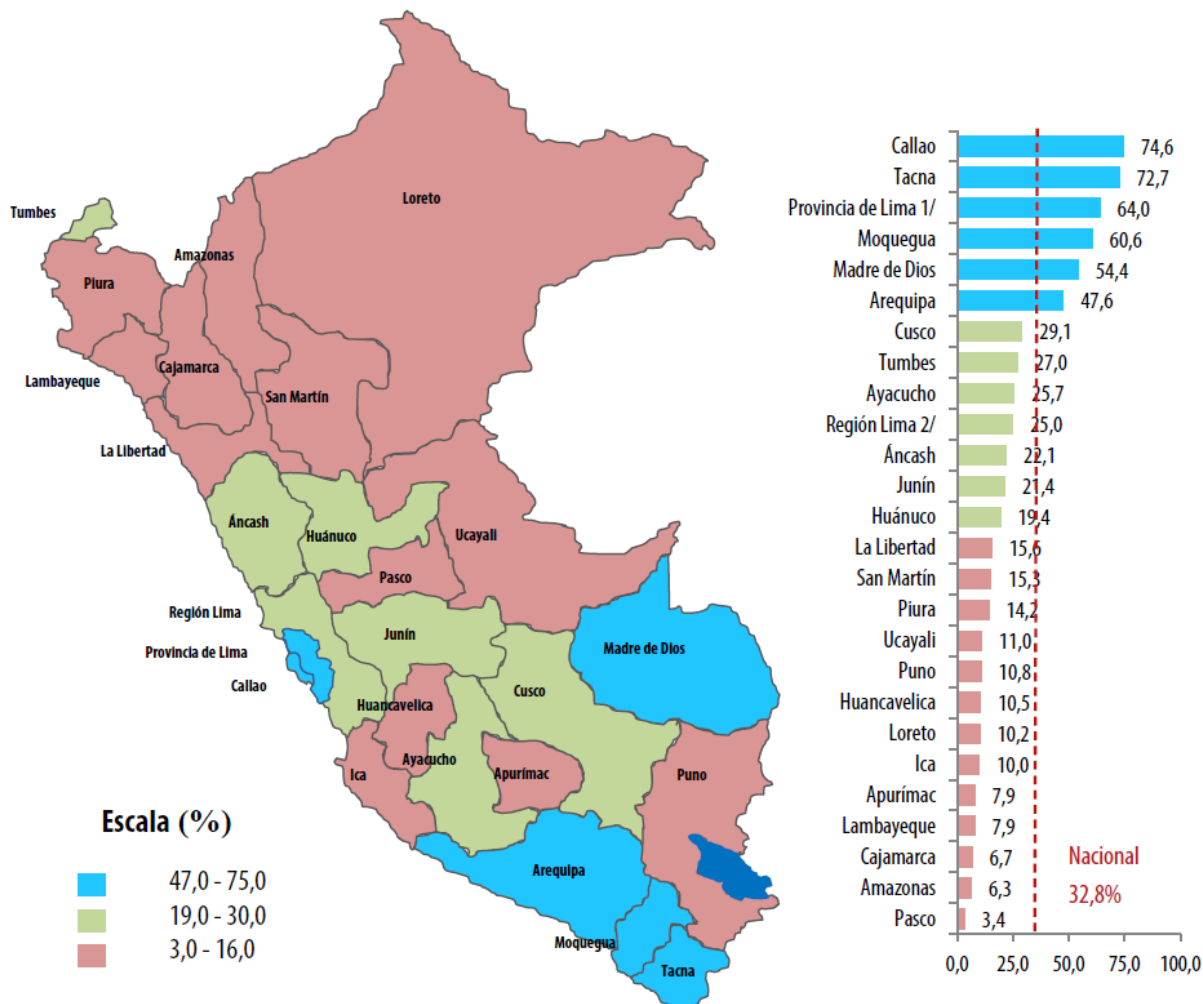 Loreto
Tumbes
Amazonas
Piura
Cajamarca
Lambayeque
San Martín
La Libertad
Áncash
Huánuco
Ucayali
Pasco
Región Lima
Junín
Madre de Dios
Provincia de Lima
Callao
Cusco
Huancavelica
Ayacucho
Ica
Apurímac
Puno
Arequipa
Moquegua
Tacna
Escala (%)
47,0 - 75,0
19,0 - 30,0
3,0 - 16,0
Callao 74,6
Tacna 72,7
Provincia de Lima 1/ 64,0
Moquegua 60,6
Madre de Dios 54,4
Arequipa 47,6
Cusco 29,1
Tumbes 27,0
Ayacucho 25,7
Región Lima 2/ 25,0
Áncash 22,1
Junín 21,4
Huánuco 19,4
La Libertad 15,6
San Martín 15,3
Piura 14,2
Ucayali 11,0
Puno 10,8
Huancavelica 10,5
Loreto 10,2
Ica 10,0
Apurímac 7,9
Lambayeque 7,9
Cajamarca 6,7
Amazonas 6,3
Pasco 3,4
Nacional
32,8%
0,0 25,0 50,0 75,0 100,0